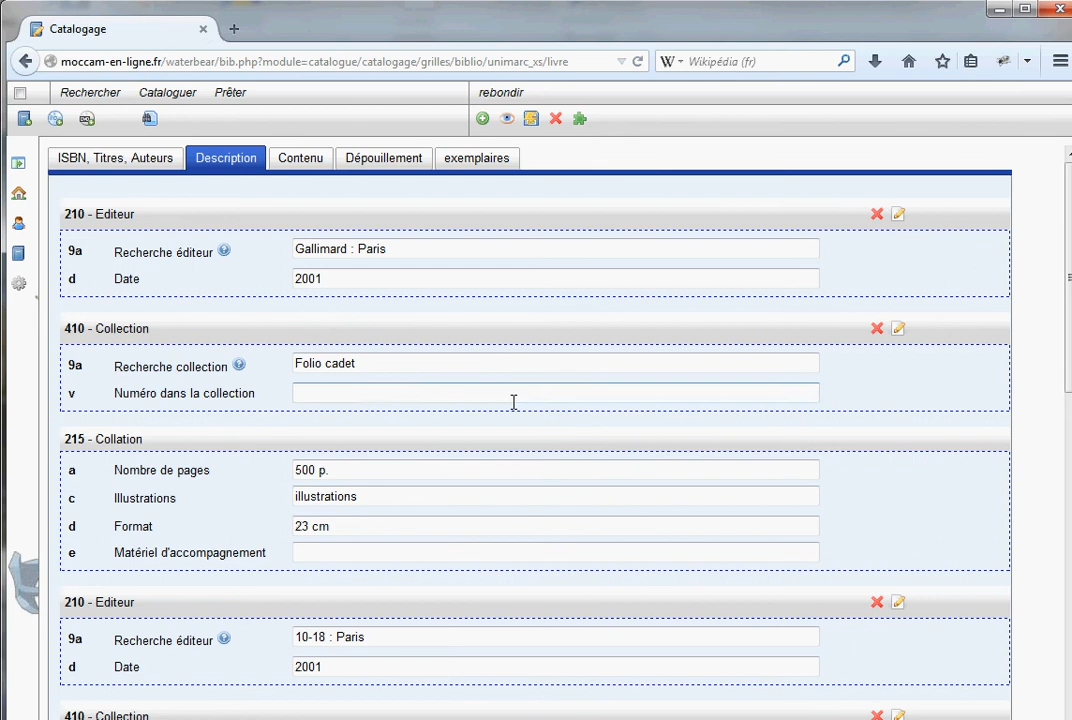 Catalogage
moccam-en-ligne.fr/waterbear/bib.php?module=catalogue/catalogage/grilles/biblio/unimarc_xs/livre
W Wikipédia (fr)
Rechercher Cataloguer Prêter rebondir
ISBN, Titres, Auteurs Description Contenu Dépouillement exemplaires
210 - Editeur
9a Recherche éditeur Gallimard : Paris
d Date 2001
410 - Collection
9a Recherche collection Folio cadet
v Numéro dans la collection
215 - Collation
a Nombre de pages 500 p.
c Illustrations illustrations
d Format 23 cm
e Matériel d'accompagnement
210 - Editeur
9a Recherche éditeur 10-18 : Paris
d Date 2001
410 - Collection